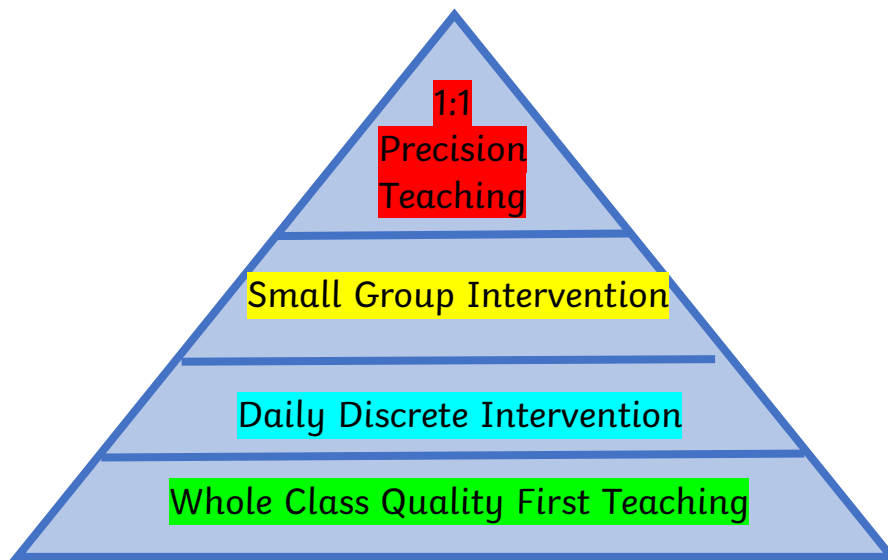 1:1
Precision
Teaching
Small Group Intervention
Daily Discrete Intervention
Whole Class Quality First Teaching